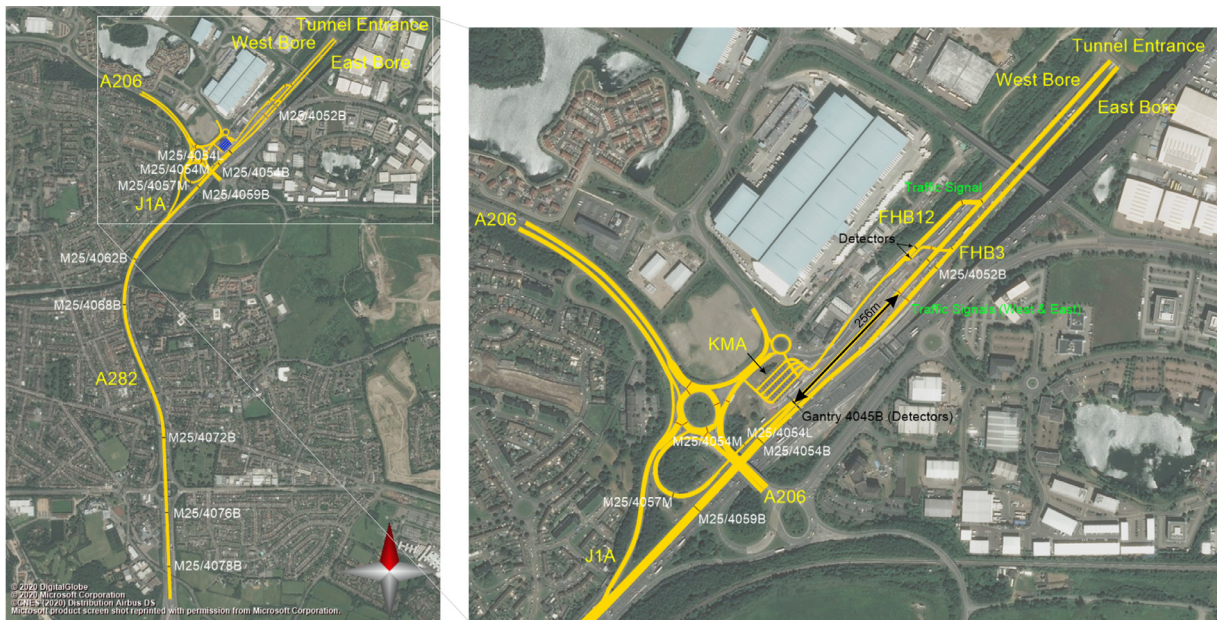 Tunnel Entrance
West Bore
East Bore
A206
M25/4052B
M25/4054L
M25/4054M
M25/4054B
M25/4057M
M25/4059B
J1A
M25/4062B
M25/4068B
A282
M25/4072B
M25/4076B
M25/4078B
© 2020 DigitalGlobe
© 2020 Microsoft Corporation
©CNES (2020) Distribution Airbus DS
Microsoft product screen shot reprinted with permission from Microsoft Corporation.
Tunnel Entrance
West Bore
East Bore
Traffic Signal
A206
FHB12
Detectors
FHB3
M25/4052B
256m
Traffic Signals (West & East)
KMA
Gantry 4045B (Detectors)
M25/4054L
M25/4054M
M25/4054B
A206
M25/4057M
M25/4059B
J1A